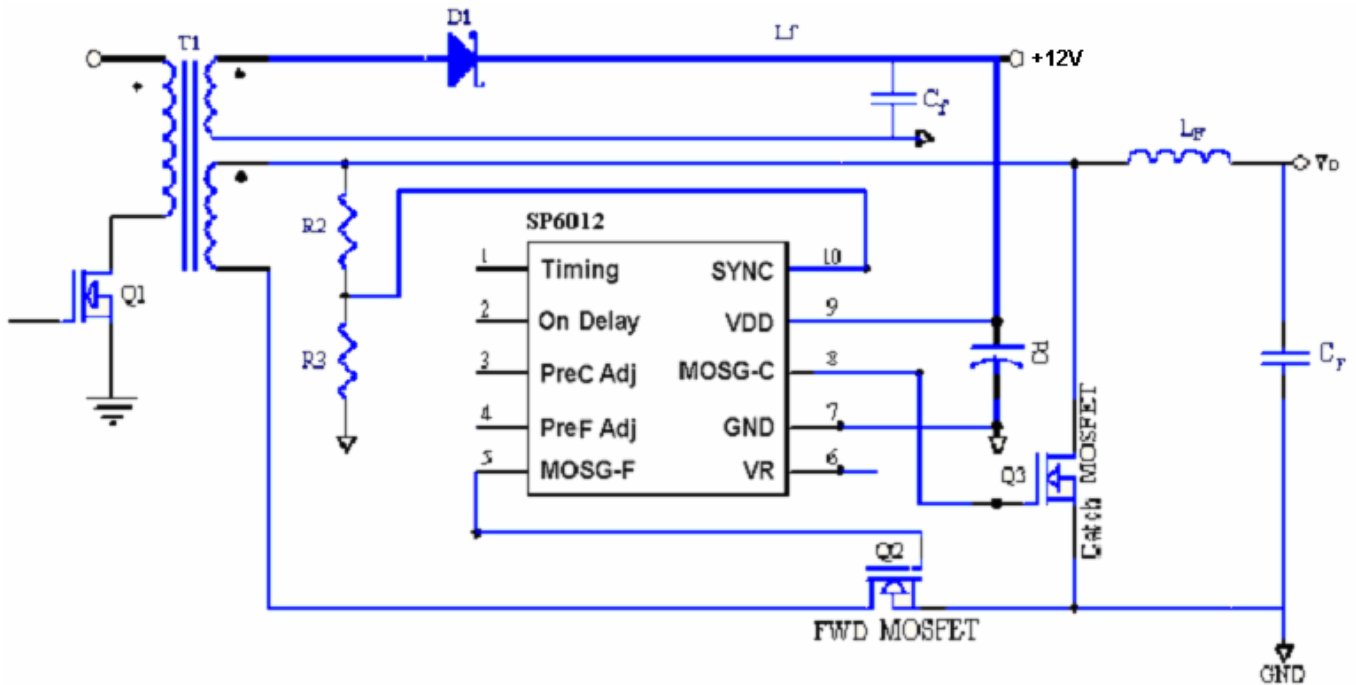 D1
Lf
T1
+12V
Cf
LF
VD
R2
SP6012
1
Timing
SYNC
10
Q1
2
On Delay
VDD
9
R3
3
PreC Adj
MOSG-C
8
Cd
CF
4
PreF Adj
GND
7
5
MOSG-F
VR
6
Q3
Catch MOSFET
Q2
FWD MOSFET
GND